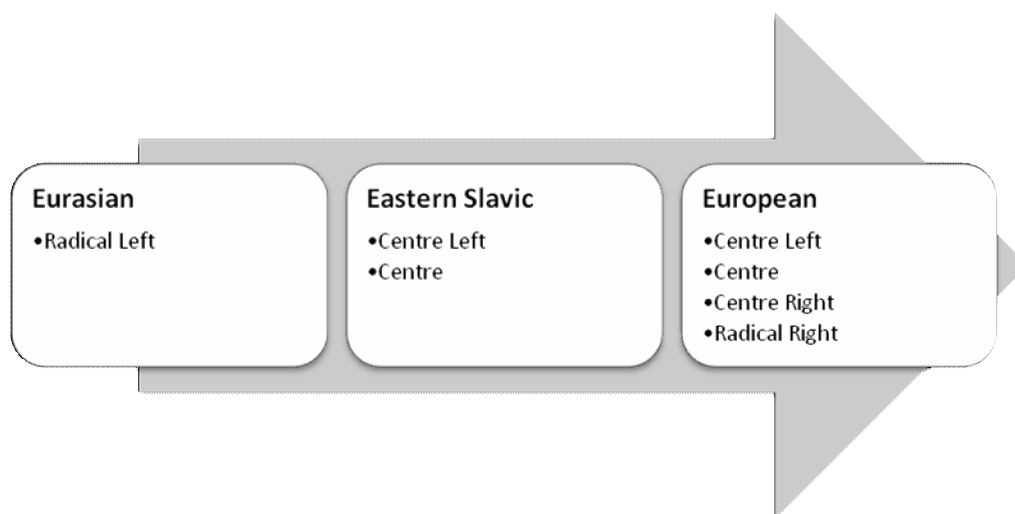 Eurasian
•Radical Left
Eastern Slavic
•Centre Left
•Centre
European
•Centre Left
•Centre
•Centre Right
•Radical Right